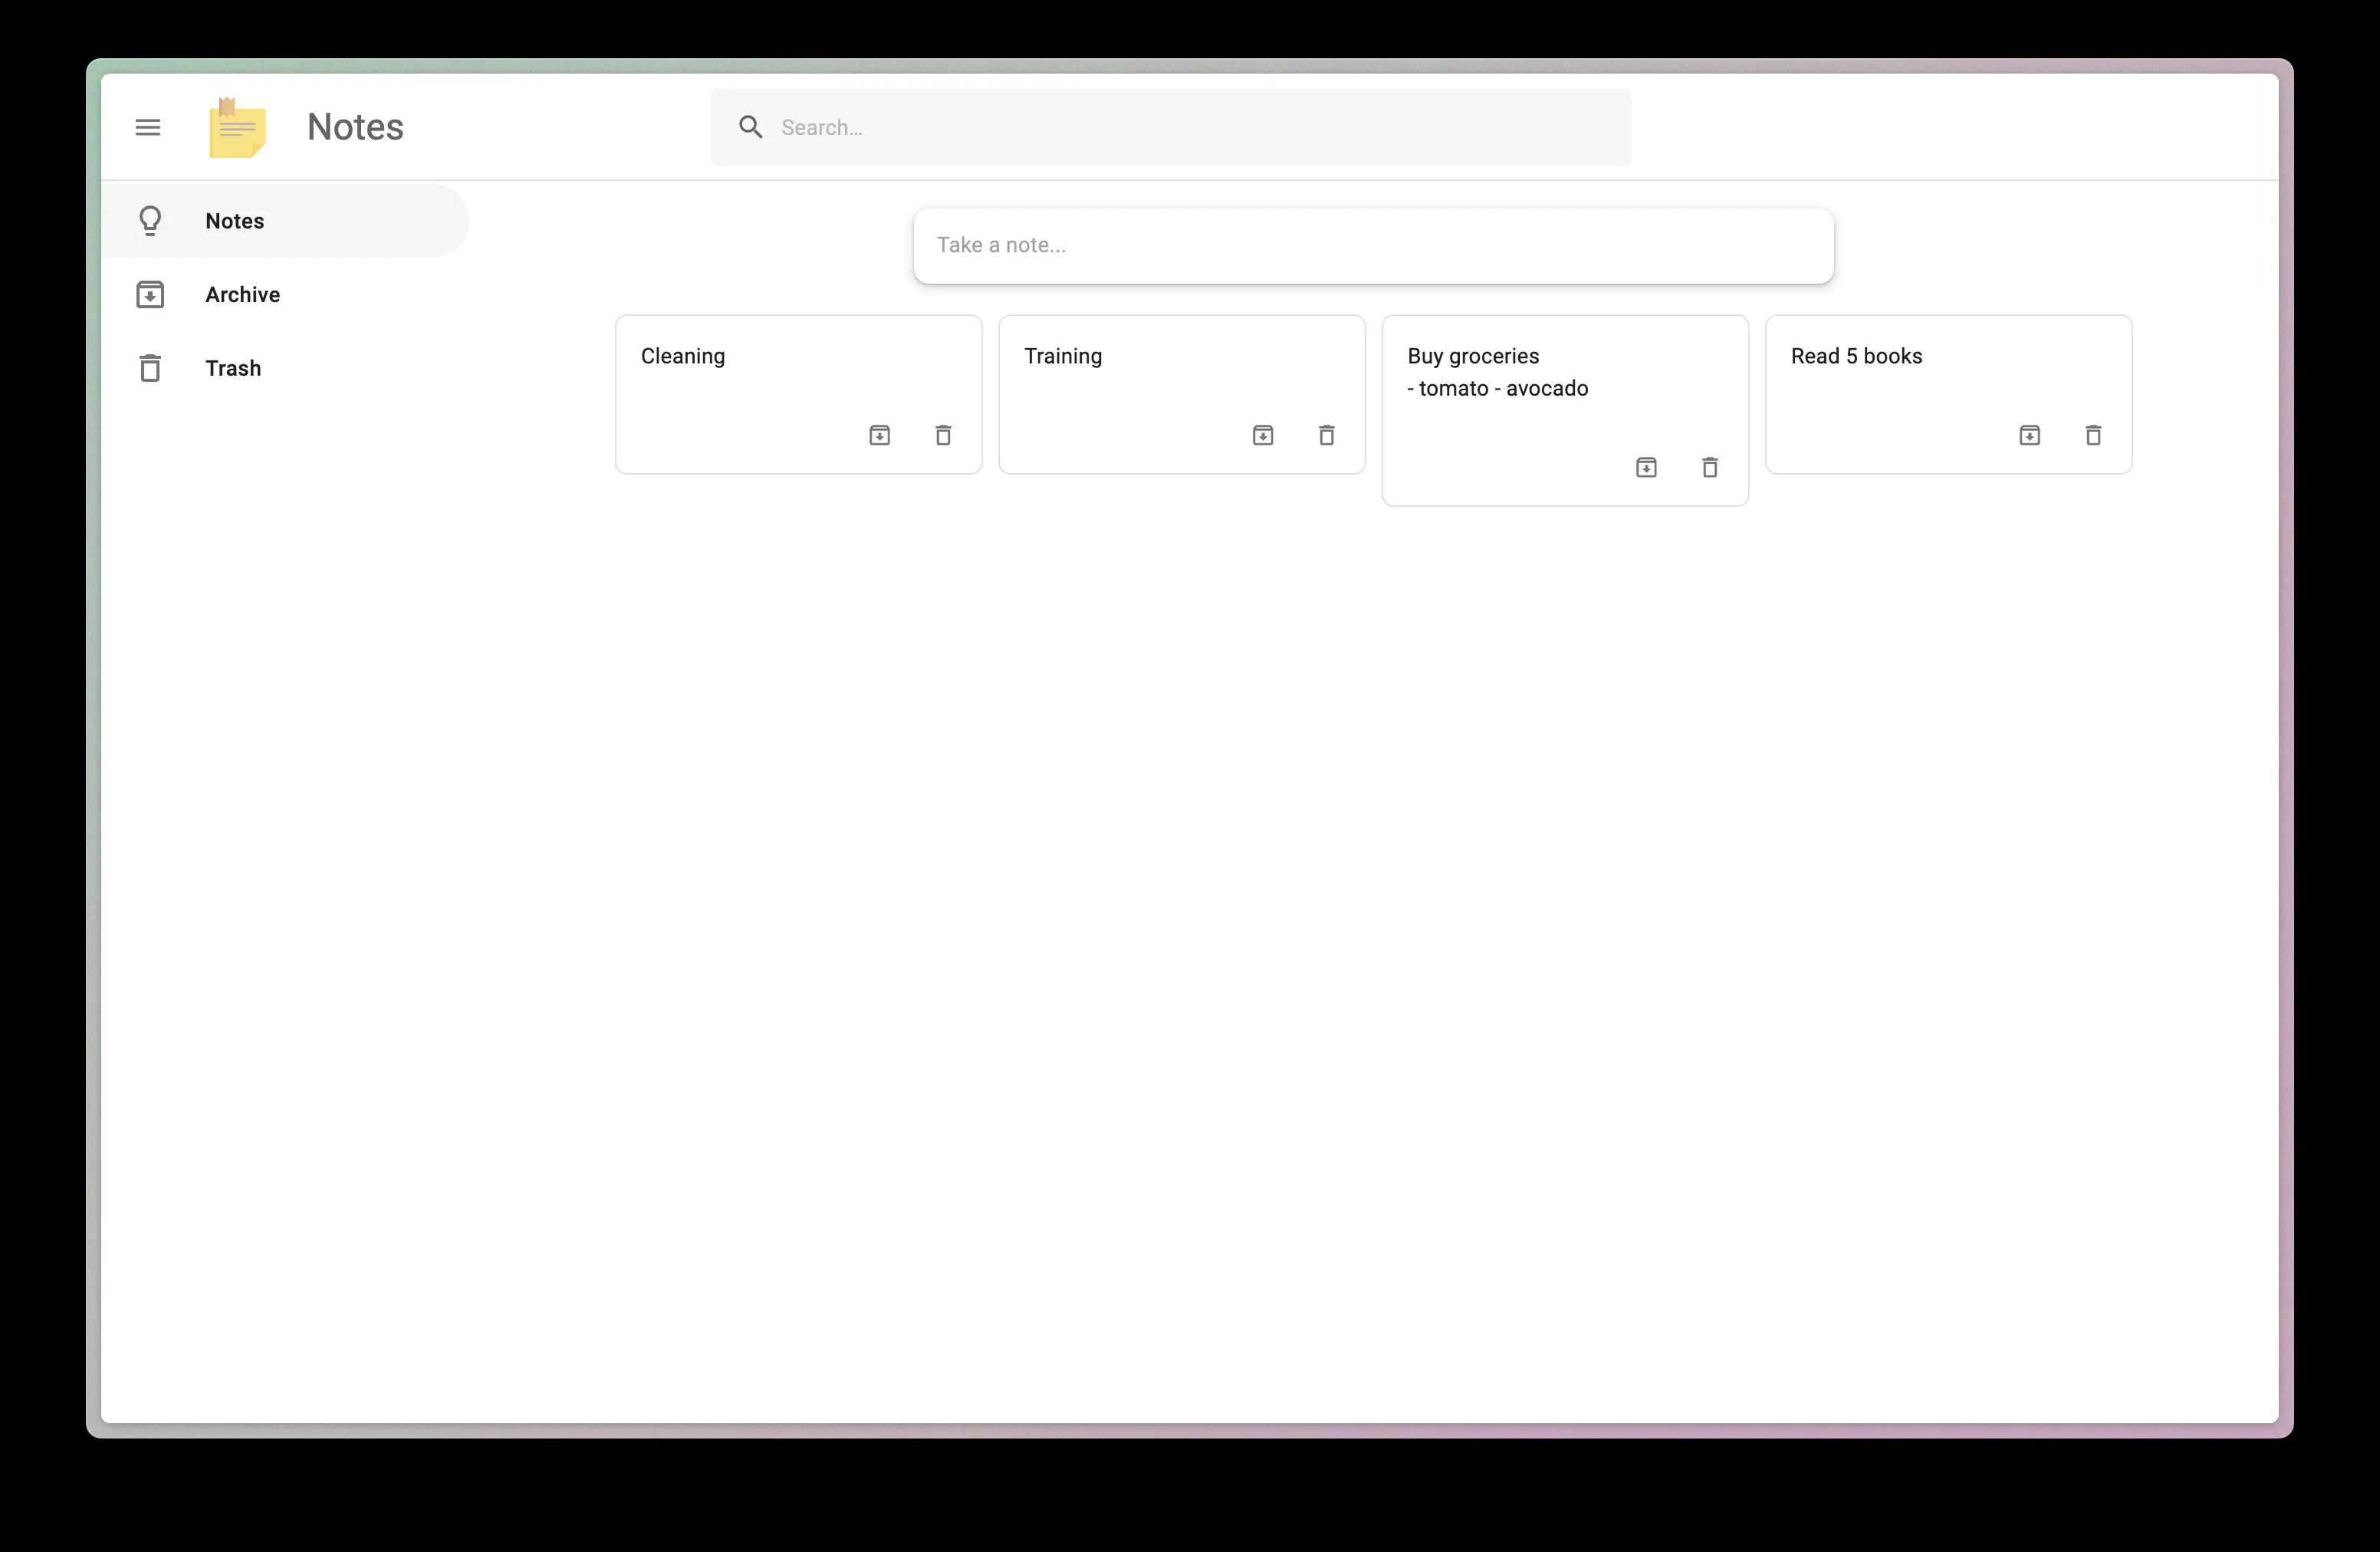 Notes
Search...
Notes
Archive
Trash
Take a note...
Cleaning
Training
Buy groceries
- tomato - avocado
Read 5 books